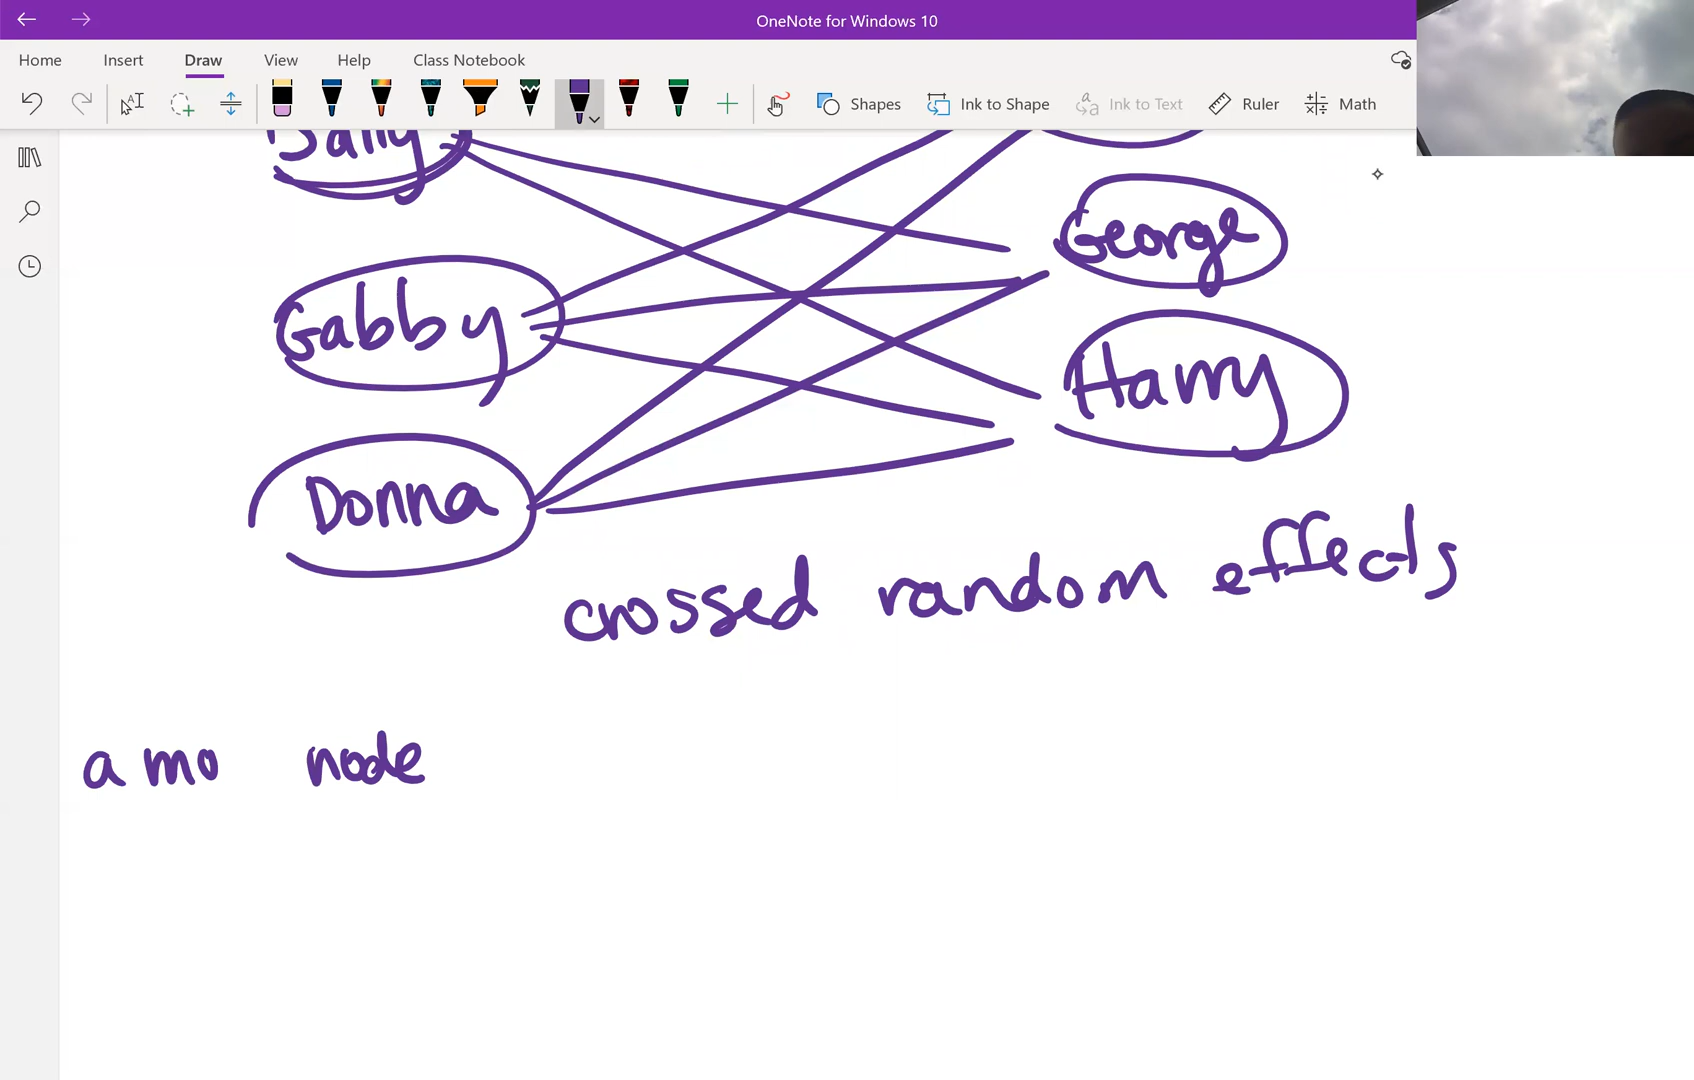 OneNote for Windows 10
Home Insert Draw View Help Class Notebook
Shapes Ink to Shape Ink to Text Ruler Math
Sally
George
Gabby
Harry
Donna
crossed random effects
a mo node